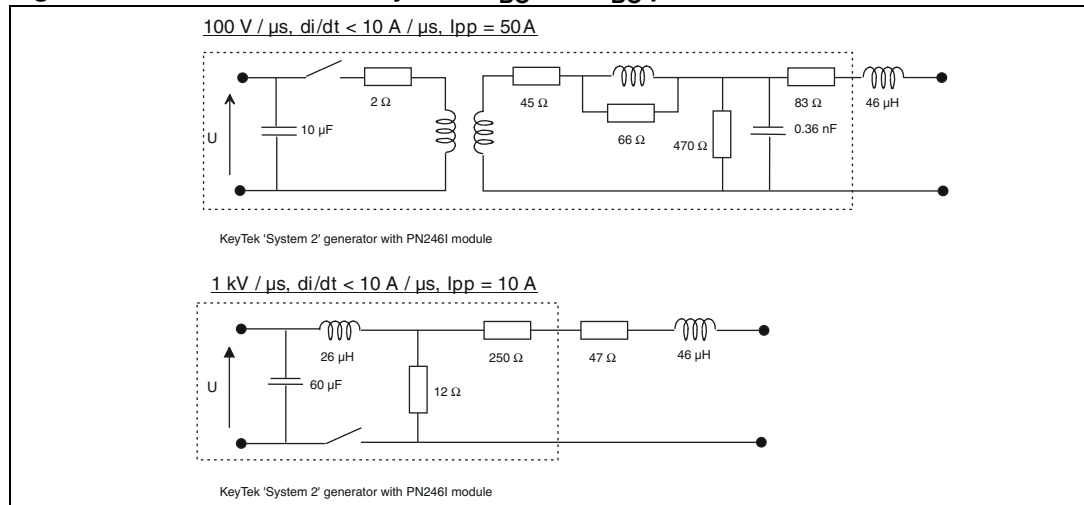 100 V / µs, di/dt < 10 A / µs, Ipp = 50 A
2 Ω
45 Ω
66 Ω
83 Ω
46 µH
U
10 µF
470 Ω
0.36 nF
KeyTek 'System 2' generator with PN246I module
1 kV / µs, di/dt < 10 A / µs, Ipp = 10 A
26 µH
250 Ω
47 Ω
46 µH
U
60 µF
12 Ω
KeyTek 'System 2' generator with PN246I module